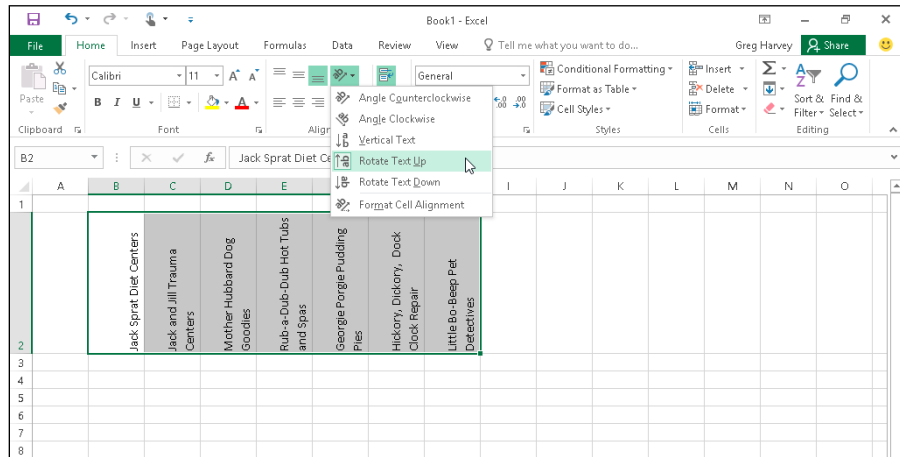 Book1 - Excel
File Home Insert Page Layout Formulas Data Review View Tell me what you want to do... Greg Harvey Share
Calibri 11 A A General Conditional Formatting Insert Σ A Z
Paste Format as Table Delete Sort & Find &
B I U A Cell Styles Format Filter Select
Clipboard Font Styles Cells Editing
Angle Counterclockwise
Angle Clockwise
Vertical Text
Rotate Text Up
Rotate Text Down
Format Cell Alignment
B2 fx Jack Sprat Diet
A B C D E I J K L M N O
1
2
Jack Sprat Diet Centers
Jack and Jill Trauma
Centers
Mother Hubbard Dog
Goodies
Rub-a-Dub-Dub Hot Tubs
and Spas
Georgie Porgie Pudding
Pies
Hickory, Dickory, Dock
Clock Repair
Little Bo-Beep Pet
Detectives
3
4
5
6
7
8